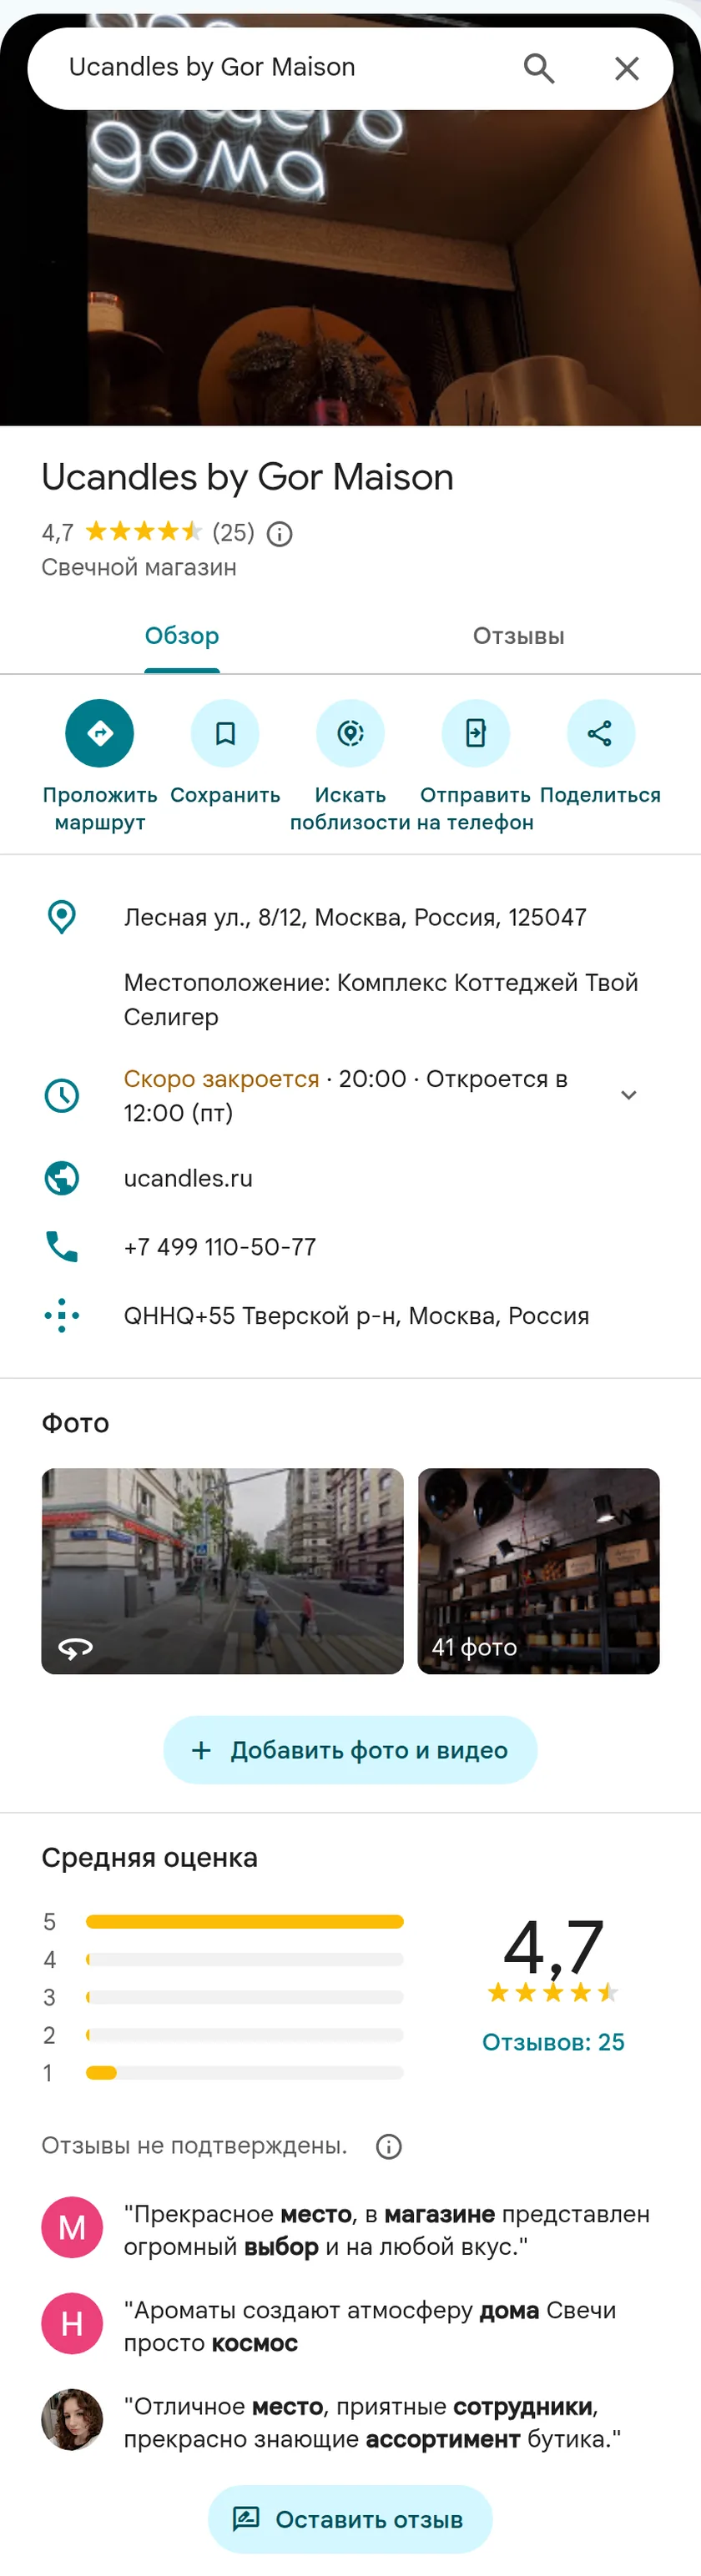 Ucandles by Gor Maison
дома
Ucandles by Gor Maison
4,7 (25)
Свечной магазин
Обзор
Отзывы
Проложить маршрут
Сохранить
Искать поблизости
Отправить на телефон
Поделиться
Лесная ул., 8/12, Москва, Россия, 125047
Местоположение: Комплекс Коттеджей Твой
Селигер
Скоро закроется · 20:00 · Откроется в
12:00 (пт)
ucandles.ru
+7 499 110-50-77
QHHQ+55 Тверской р-н, Москва, Россия
Фото
41 фото
+ Добавить фото и видео
Средняя оценка
5
4
3
2
1
4,7
Отзывов: 25
Отзывы не подтверждены.
М
"Прекрасное место, в магазине представлен
огромный выбор и на любой вкус."
Н
"Ароматы создают атмосферу дома Свечи
просто космос
"Отличное место, приятные сотрудники,
прекрасно знающие ассортимент бутика."
Оставить отзыв